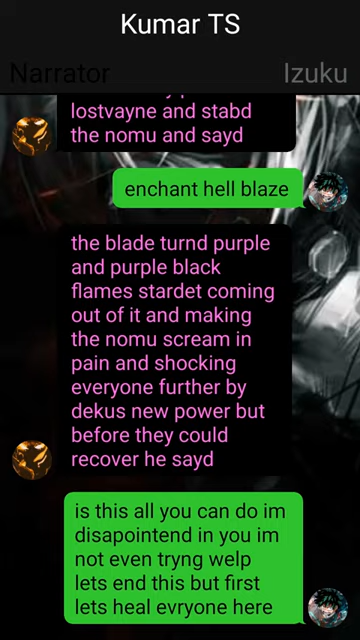 Kumar TS
Narrator Izuku
lostvayne and stabd
the nomu and sayd
enchant hell blaze
the blade turnd purple
and purple black
flames stardet coming
out of it and making
the nomu scream in
pain and shocking
everyone further by
dekus new power but
before they could
recover he sayd
is this all you can do im
disapointend in you im
not even tryng welp
lets end this but first
lets heal evryone here